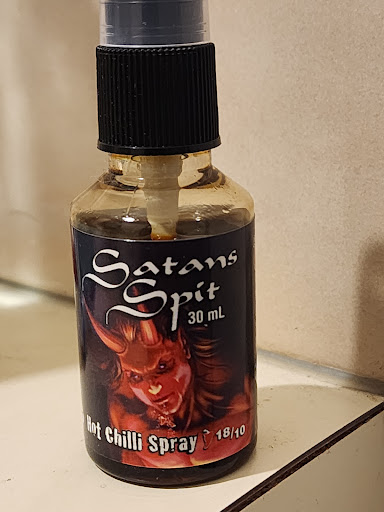 Satans
Spit
30 mL
Hot Chilli Spray 18/10